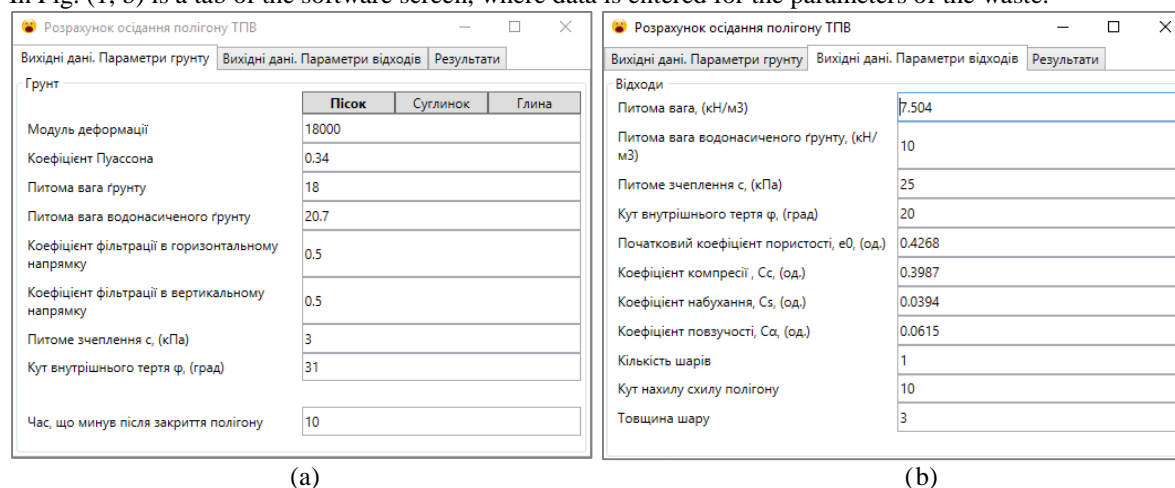 In Fig. (1, b) is a tab of the software screen, where data is entered for the parameters of the waste.
Розрахунок осідання полігону ТПВ
Вихідні дані. Параметри грунту Вихідні дані. Параметри відходів Результати
Грунт
Пісок Суглинок Глина
Модуль деформації 18000
Коефіцієнт Пуассона 0.34
Питома вага ґрунту 18
Питома вага водонасиченого ґрунту 20.7
Коефіцієнт фільтрації в горизонтальному
напрямку 0.5
Коефіцієнт фільтрації в вертикальному
напрямку 0.5
Питоме зчеплення с, (кПа) 3
Кут внутрішнього тертя φ, (град) 31
Час, що минув після закриття полігону 10
(a)
Розрахунок осідання полігону ТПВ
Вихідні дані. Параметри грунту Вихідні дані. Параметри відходів Результати
Відходи
Питома вага, (кН/м3) 7.504
Питома вага водонасиченого ґрунту, (кН/
м3) 10
Питоме зчеплення с, (кПа) 25
Кут внутрішнього тертя φ, (град) 20
Початковий коефіцієнт пористості, е0, (од.) 0.4268
Коефіцієнт компресії , Cc, (од.) 0.3987
Коефіцієнт набухання, Cs, (од.) 0.0394
Коефіцієнт повзучості, Cα, (од.) 0.0615
Кількість шарів 1
Кут нахилу схилу полігону 10
Товщина шару 3
(b)